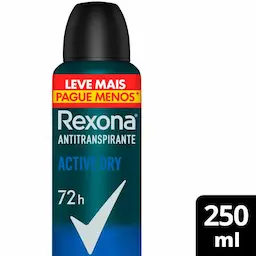 LEVE MAIS
PAGUE MENOS*
Rexona®
ANTITRANSPIRANTE
ACTIVE DRY
72h
250
ml